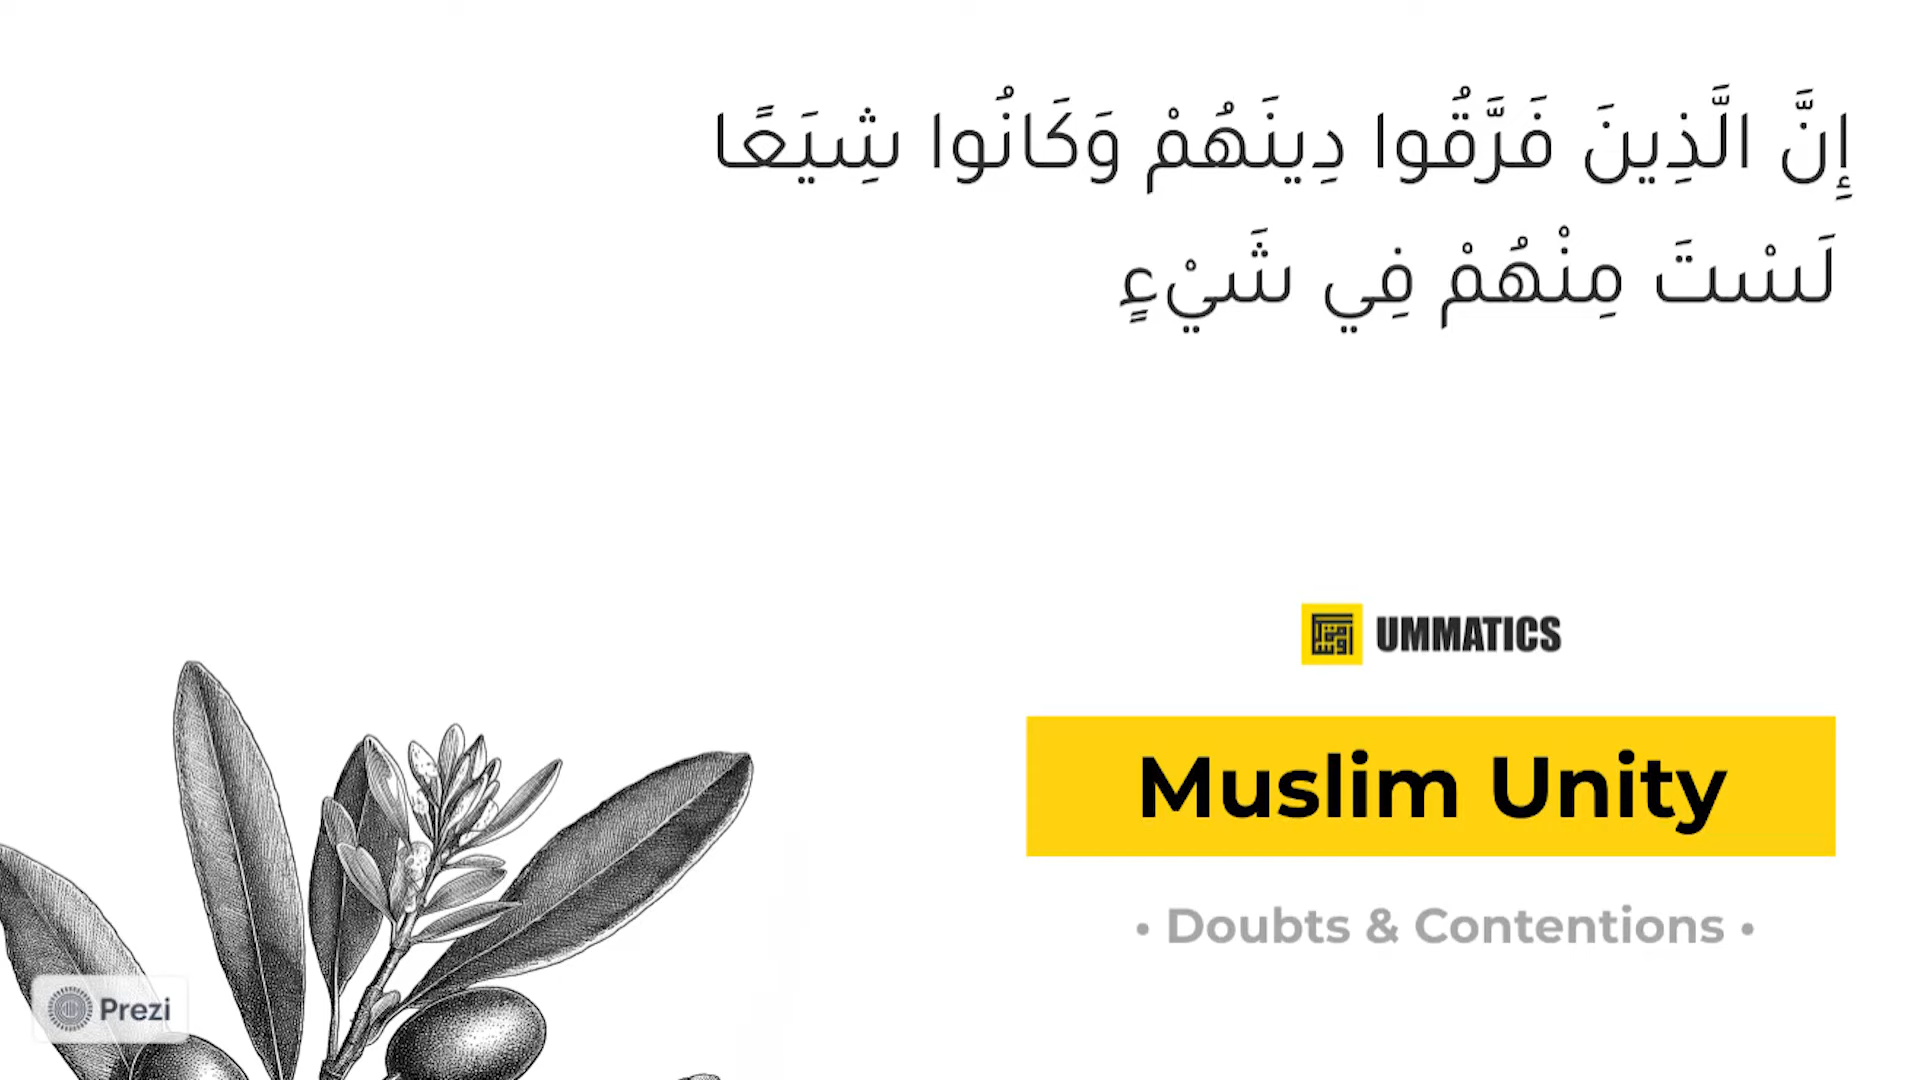 إِنَّ الَّذِينَ فَرَّقُوا دِينَهُمْ وَكَانُوا شِيَعًا
لَسْتَ مِنْهُمْ فِي شَيْءٍ
UMMATICS
Muslim Unity
• Doubts & Contentions •
Prezi